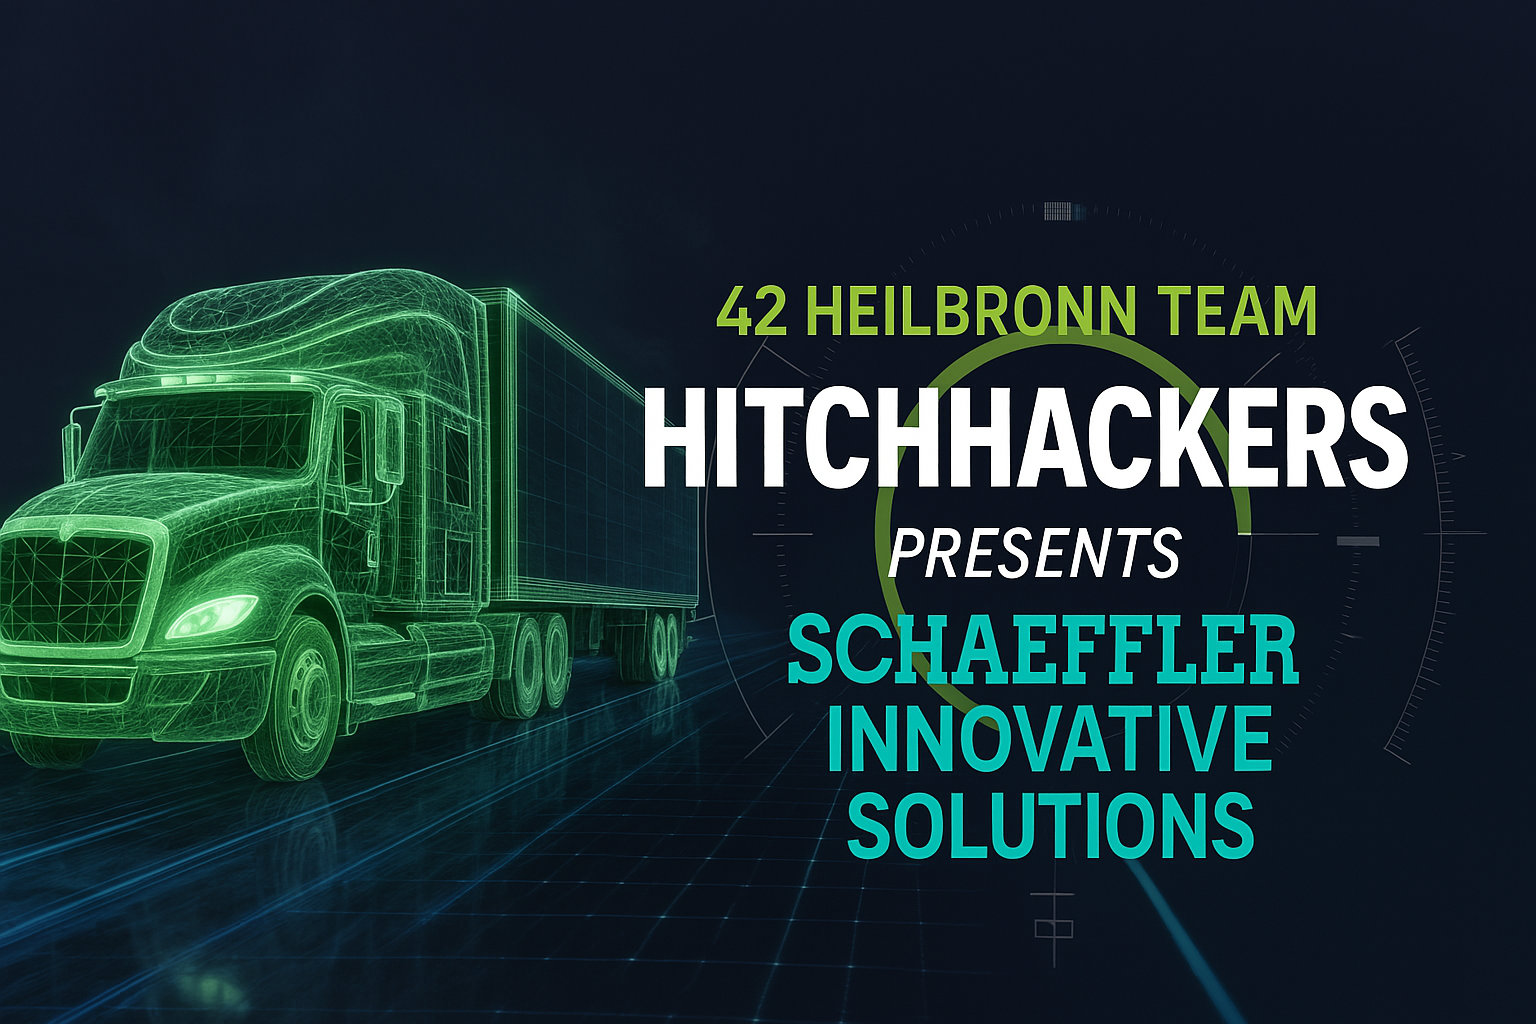 42 HEILBRONN TEAM
HITCHHACKERS
PRESENTS
SCHAEFFLER
INNOVATIVE
SOLUTIONS